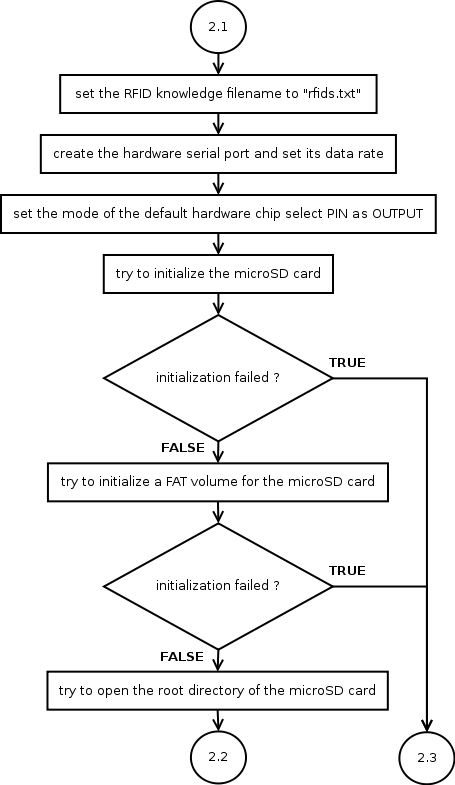 2.1
set the RFID knowledge filename to "rfids.txt"
create the hardware serial port and set its data rate
set the mode of the default hardware chip select PIN as OUTPUT
try to initialize the microSD card
TRUE
initialization failed ?
FALSE
try to initialize a FAT volume for the microSD card
TRUE
initialization failed ?
FALSE
try to open the root directory of the microSD card
2.2
2.3